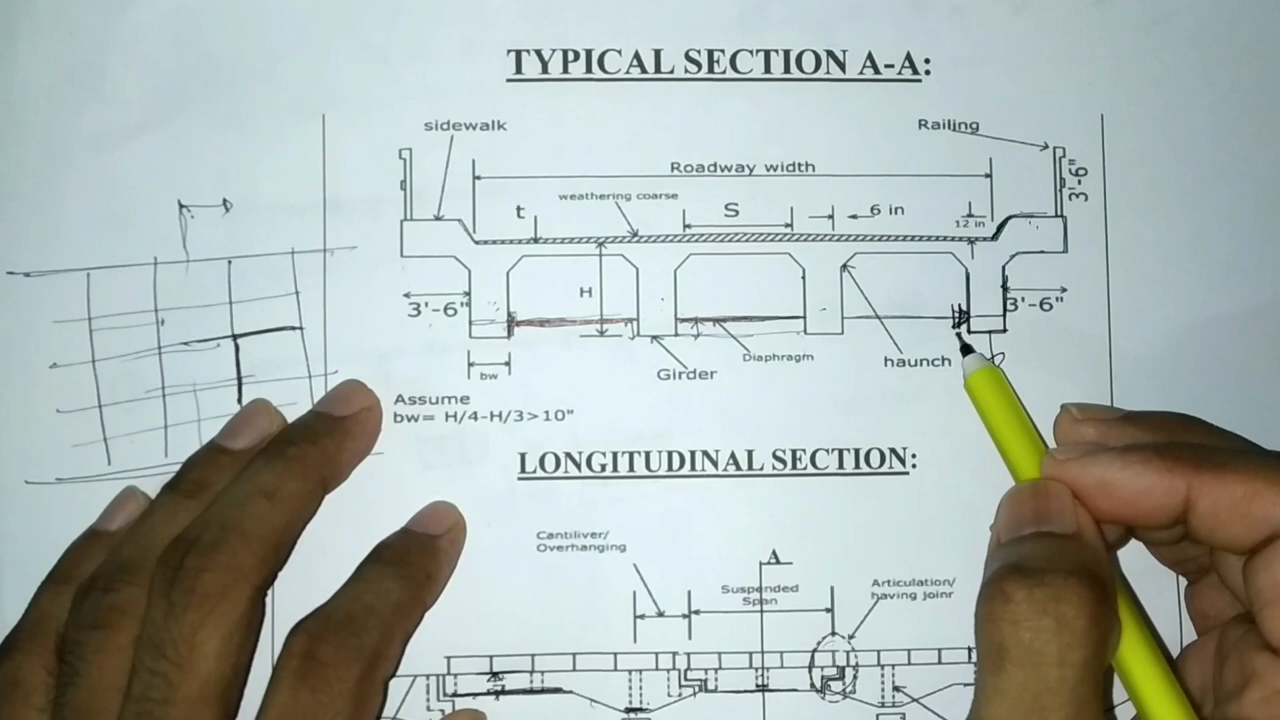 TYPICAL SECTION A-A:
sidewalk
Railing
Roadway width
3'-6"
weathering coarse
t
S
6 in
12 in
H
3'-6"
3'-6"
Diaphragm
haunch
Girder
bw
Assume
bw= H/4-H/3>10"
LONGITUDINAL SECTION:
Cantiliver/
Overhanging
A
Suspended
Span
Articulation/
having joinr